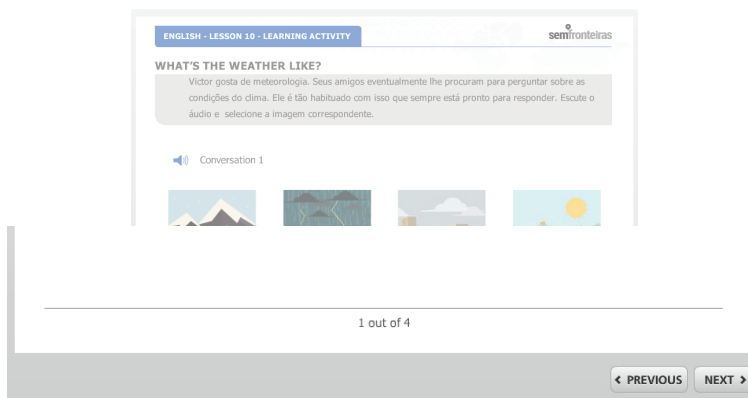 ENGLISH - LESSON 10 - LEARNING ACTIVITY
semfronteiras
WHAT'S THE WEATHER LIKE?
Victor gosta de meteorologia. Seus amigos eventualmente lhe procuram para perguntar sobre as
condições do clima. Ele é tão habituado com isso que sempre está pronto para responder. Escute o
áudio e selecione a imagem correspondente.
Conversation 1
1 out of 4
PREVIOUS NEXT